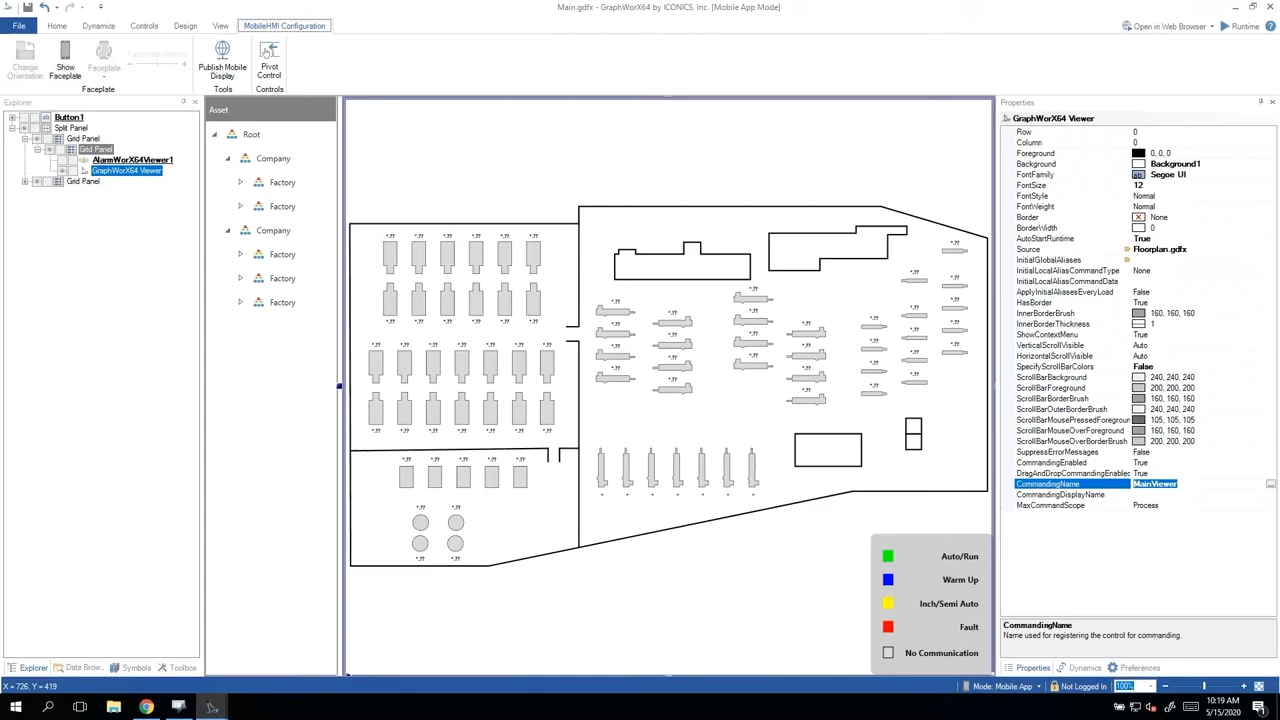 Main.gdfx - GraphWorX64 by ICONICS, Inc. [Mobile App Mode]
File Home Dynamics Controls Design View MobileHMI Configuration
Open in Web Browser Runtime
Change Orientation
Show Faceplate
Faceplate
Publish Mobile Display
Pivot Control
Faceplate Tools Controls
Explorer
Button1
Split Panel
Grid Panel
Grid Panel
AlarmWorX64Viewer1
GraphWorX64 Viewer
Grid Panel
Asset
Root
Company
Factory
Factory
Company
Factory
Factory
Factory
Auto/Run
Warm Up
Inch/Semi Auto
Fault
No Communication
Properties
GraphWorX64 Viewer
Row 0
Column 0
Foreground 0, 0, 0
Background Background1
FontFamily ab Segoe UI
FontSize 12
FontStyle Normal
FontWeight Normal
Border None
BorderWidth 0
AutoStartRuntime True
Source Floorplan.gdfx
InitialGlobalAliases
InitialLocalAliasCommandType None
InitialLocalAliasCommandData
ApplyInitialAliasesEveryLoad False
HasBorder True
InnerBorderBrush 160, 160, 160
InnerBorderThickness 1
ShowContextMenu True
VerticalScrollVisible Auto
HorizontalScrollVisible Auto
SpecifyScrollBarColors False
ScrollBarBackground 240, 240, 240
ScrollBarForeground 200, 200, 200
ScrollBarBorderBrush 160, 160, 160
ScrollBarOuterBorderBrush 240, 240, 240
ScrollBarMousePressedForegroun 105, 105, 105
ScrollBarMouseOverForeground 160, 160, 160
ScrollBarMouseOverBorderBrush 200, 200, 200
SuppressErrorMessages False
CommandingEnabled True
DragAndDropCommandingEnabled True
CommandingName MainViewer
CommandingDisplayName
MaxCommandScope Process
CommandingName
Name used for registering the control for commanding.
Explorer Data Brow... Symbols Toolbox
Properties Dynamics Preferences
X = 726, Y = 419
Mode: Mobile App Not Logged In 100%
10:19 AM
5/15/2020